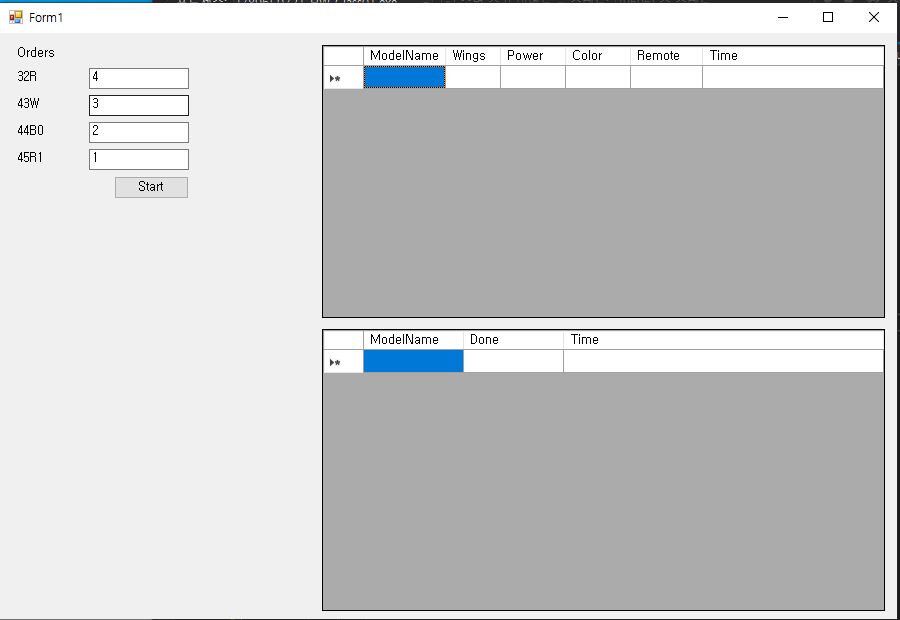 Form1
Orders
32R 4
43W 3
44B0 2
45R1 1
Start
ModelName Wings Power Color Remote Time
ModelName Done Time